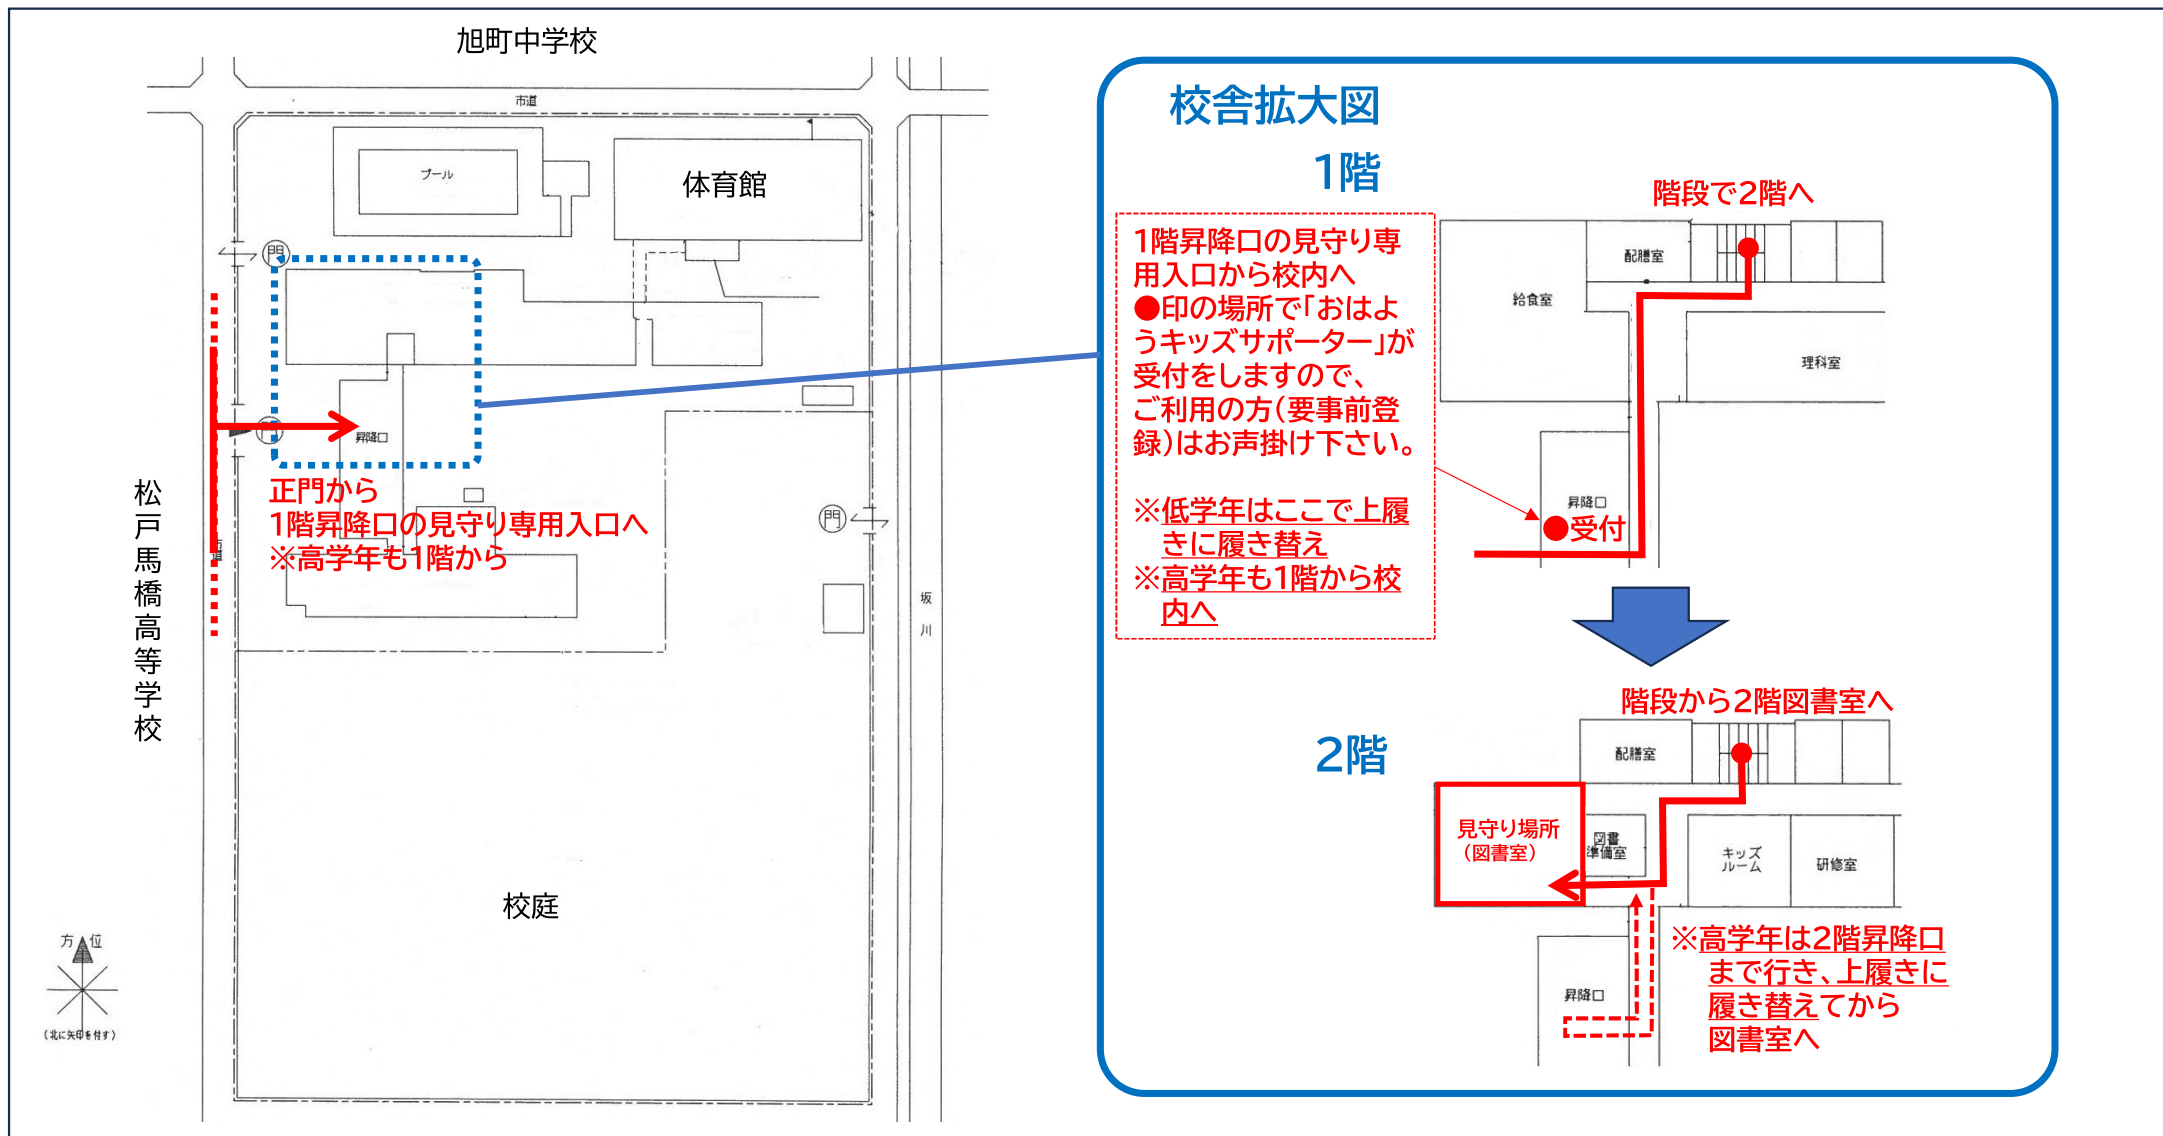 旭町中学校
市道
プール
体育館
門
門
昇降口
正門から
1階昇降口の見守り専用入口へ
※高学年も1階から
市道
松戸馬橋高等学校
門
坂川
校庭
方位
(北に矢印を付す)
校舎拡大図
1階
階段で2階へ
1階昇降口の見守り専
用入口から校内へ
●印の場所で「おはよ
うキッズサポーター」が
受付をしますので、
ご利用の方(要事前登
録)はお声掛け下さい。
※低学年はここで上履
きに履き替え
※高学年も1階から校
内へ
配膳室
給食室
理科室
昇降口
●受付
階段から2階図書室へ
2階
配膳室
見守り場所
(図書室)
図書
準備室
キッズ
ルーム
研修室
昇降口
※高学年は2階昇降口
まで行き、上履きに
履き替えてから
図書室へ